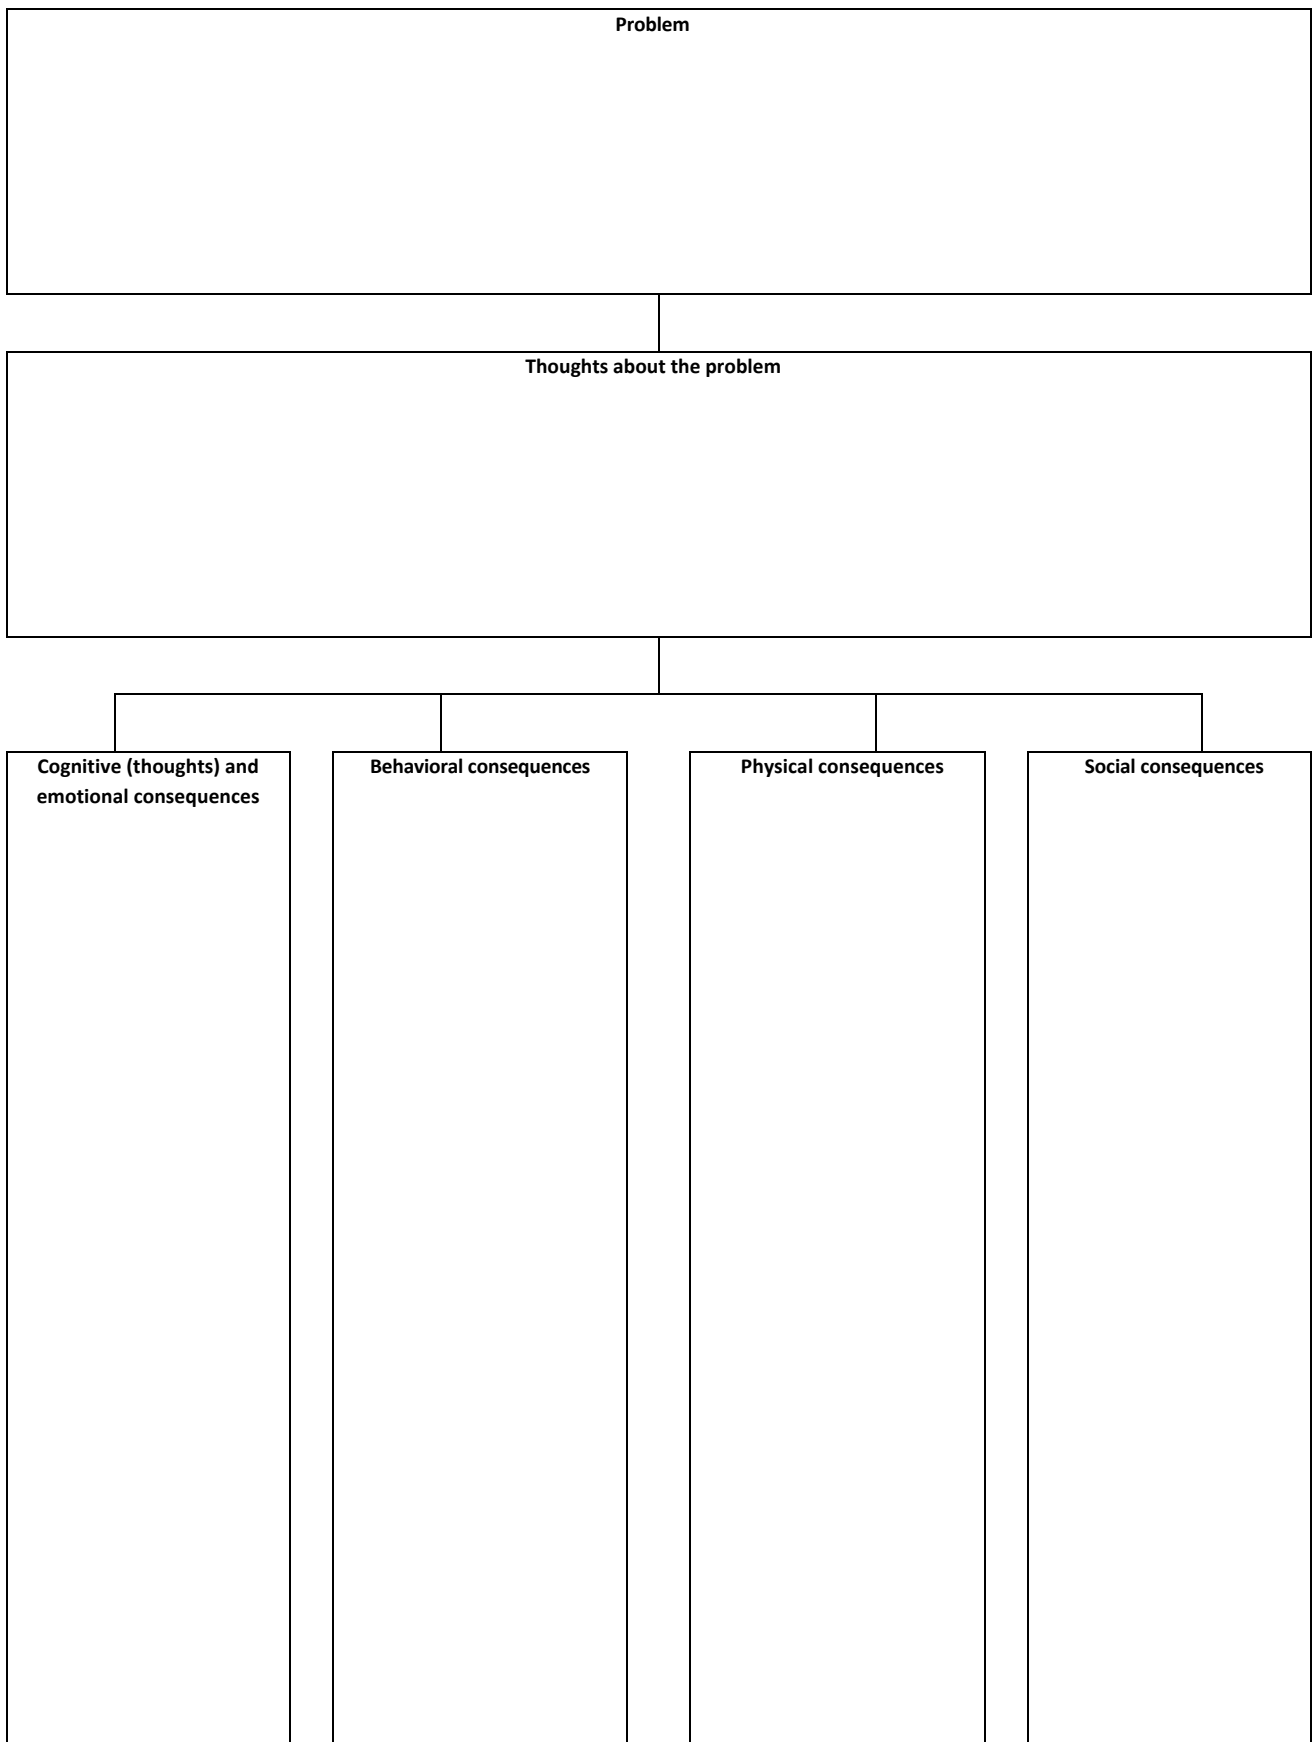 Problem
Thoughts about the problem
Cognitive (thoughts) and
emotional consequences
Behavioral consequences
Physical consequences
Social consequences